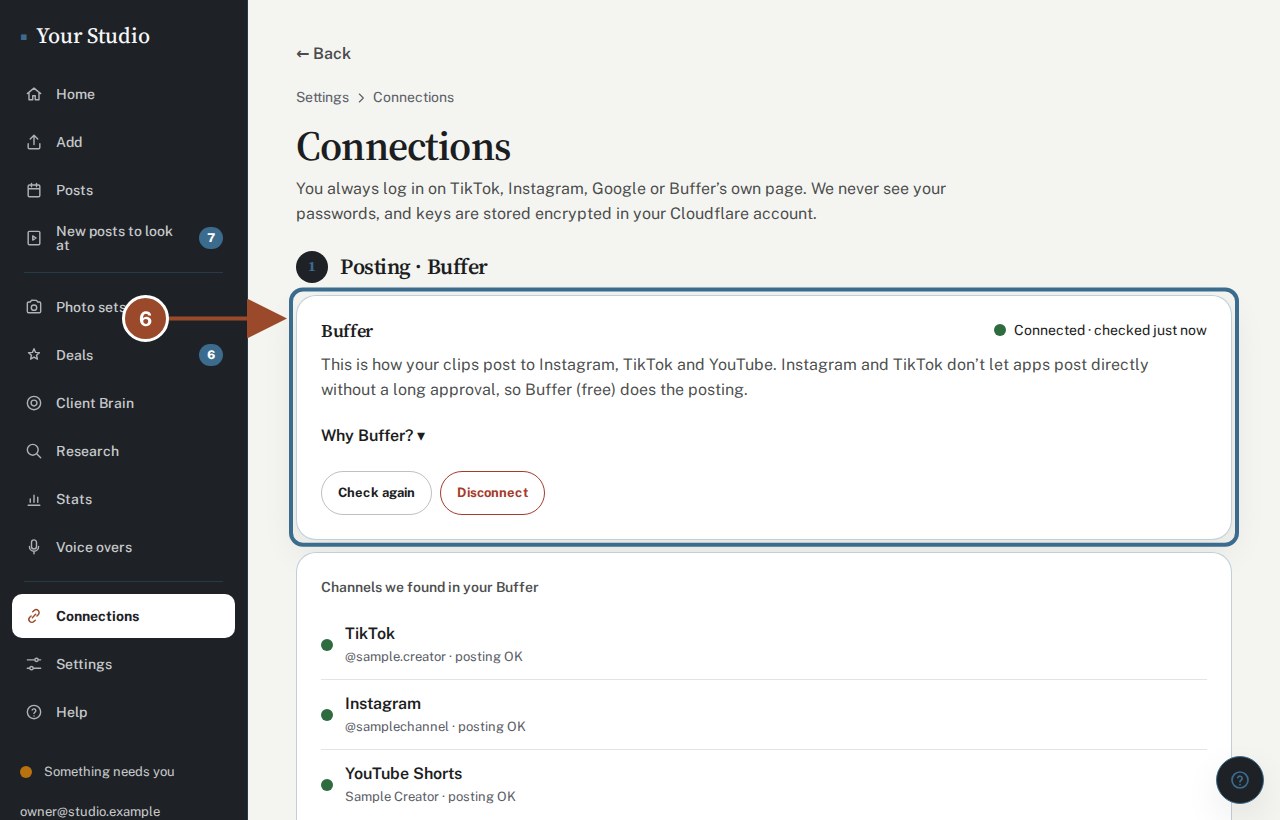 Your Studio
Home
Add
Posts
New posts to look
at
7
Photo sets
6
Deals
6
Client Brain
Research
Stats
Voice overs
Connections
Settings
Help
Something needs you
owner@studio.example
← Back
Settings > Connections
Connections
You always log in on TikTok, Instagram, Google or Buffer’s own page. We never see your
passwords, and keys are stored encrypted in your Cloudflare account.
1 Posting · Buffer
Buffer
Connected · checked just now
This is how your clips post to Instagram, TikTok and YouTube. Instagram and TikTok don’t let apps post directly
without a long approval, so Buffer (free) does the posting.
Why Buffer? ▾
Check again
Disconnect
Channels we found in your Buffer
TikTok
@sample.creator · posting OK
Instagram
@samplechannel · posting OK
YouTube Shorts
Sample Creator · posting OK